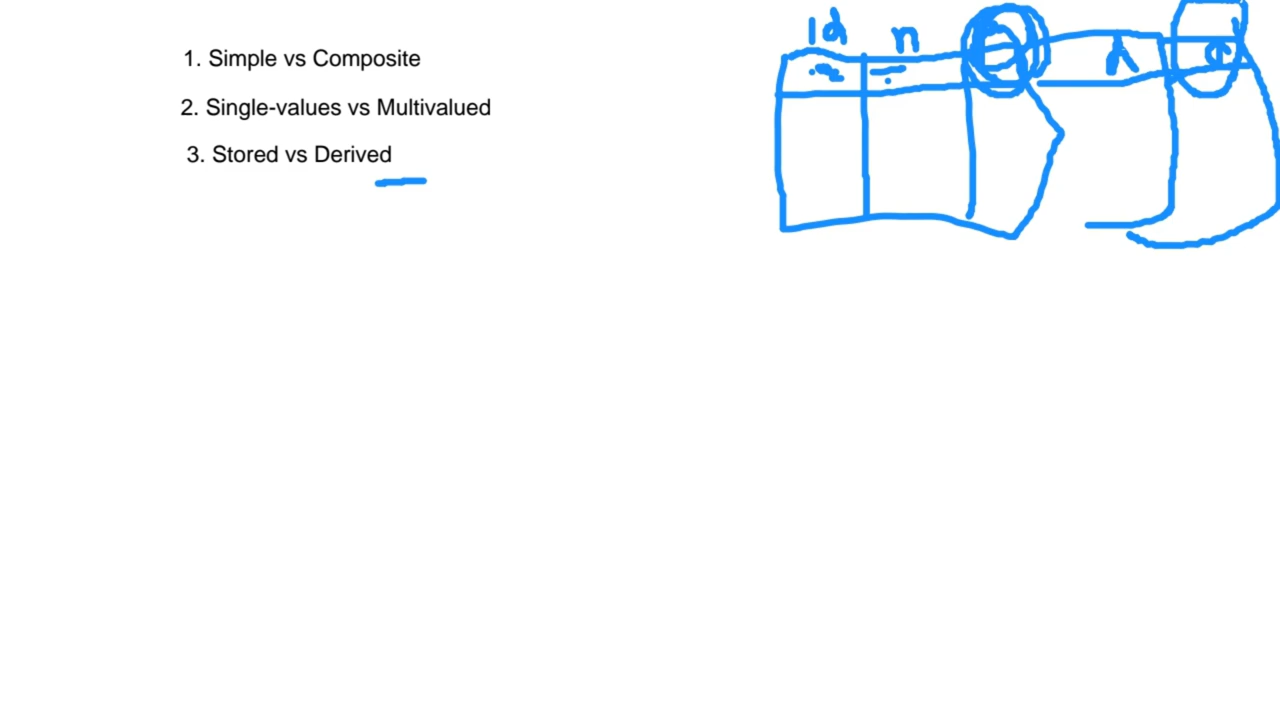 1. Simple vs Composite
2. Single-values vs Multivalued
3. Stored vs Derived
id n